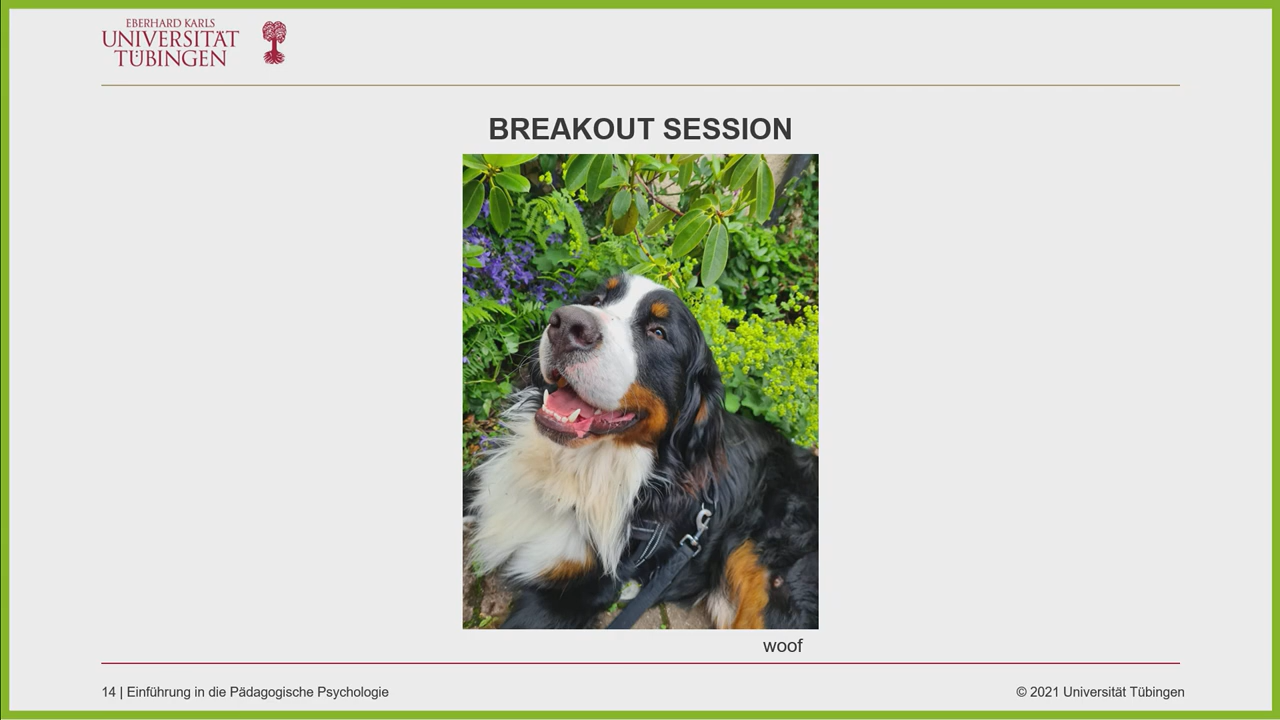 EBERHARD KARLS
UNIVERSITÄT
TÜBINGEN
BREAKOUT SESSION
woof
14 | Einführung in die Pädagogische Psychologie
© 2021 Universität Tübingen